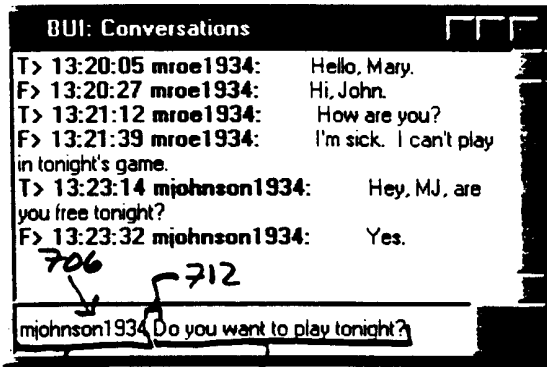 BUI: Conversations
T> 13:20:05 mroe1934: Hello, Mary.
F> 13:20:27 mroe1934: Hi, John.
T> 13:21:12 mroe1934: How are you?
F> 13:21:39 mroe1934: I'm sick. I can't play
in tonight's game.
T> 13:23:14 mjohnson1934: Hey, MJ, are
you free tonight?
F> 13:23:32 mjohnson1934: Yes.
706 712
mjohnson1934 Do you want to play tonight?